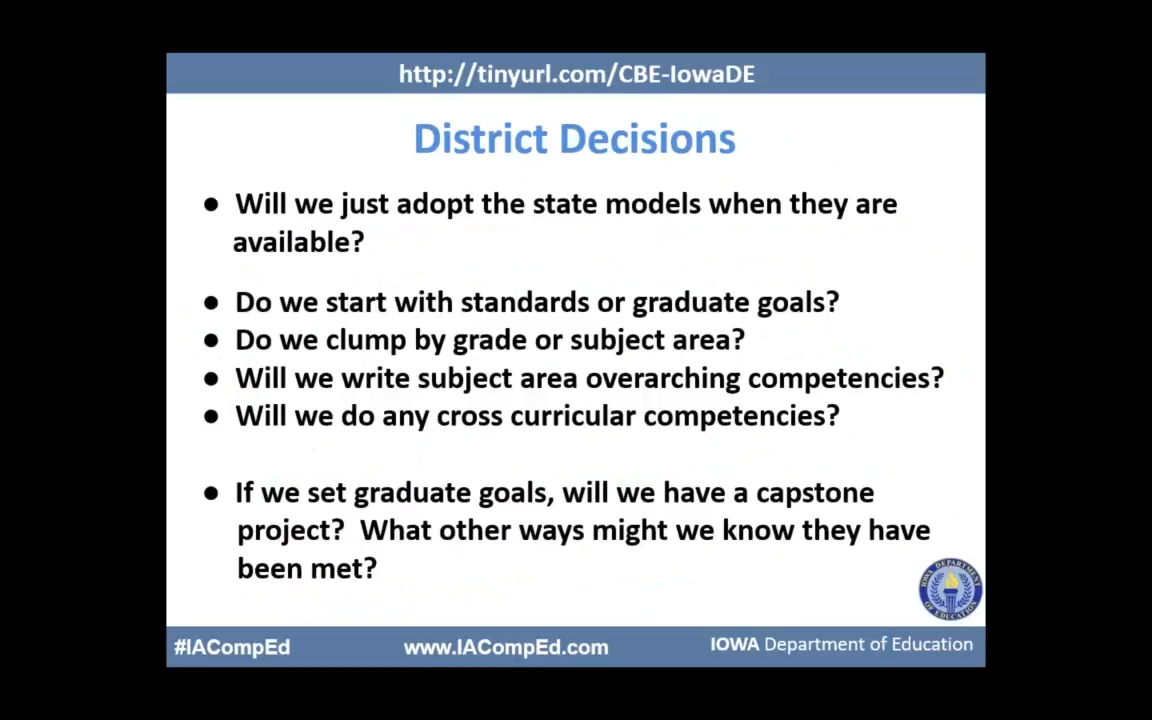 http://tinyurl.com/CBE-IowaDE
District Decisions
● Will we just adopt the state models when they are
available?
● Do we start with standards or graduate goals?
● Do we clump by grade or subject area?
● Will we write subject area overarching competencies?
● Will we do any cross curricular competencies?
● If we set graduate goals, will we have a capstone
project?  What other ways might we know they have
been met?
IOWA DEPARTMENT
OF EDUCATION
#IACompEd
www.IACompEd.com
IOWA Department of Education